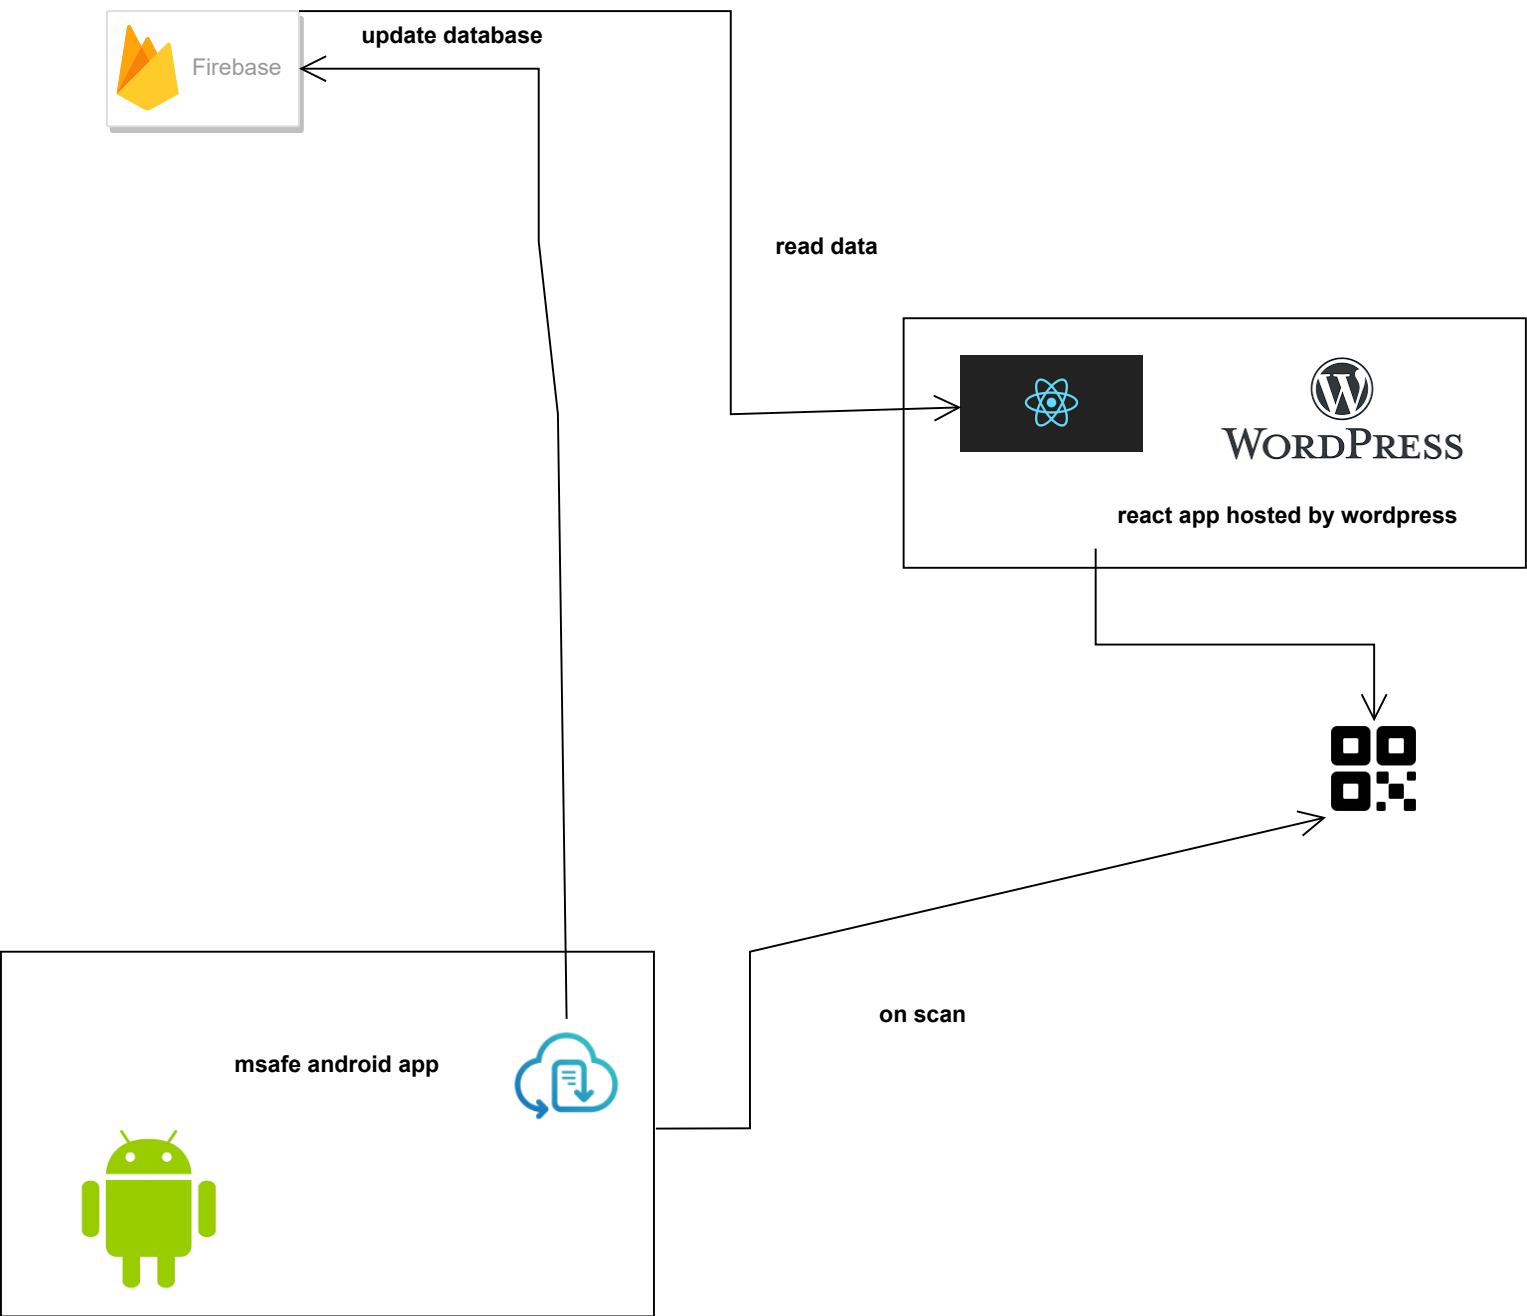 update database
Firebase
read data
WORDPRESS
react app hosted by wordpress
on scan
msafe android app